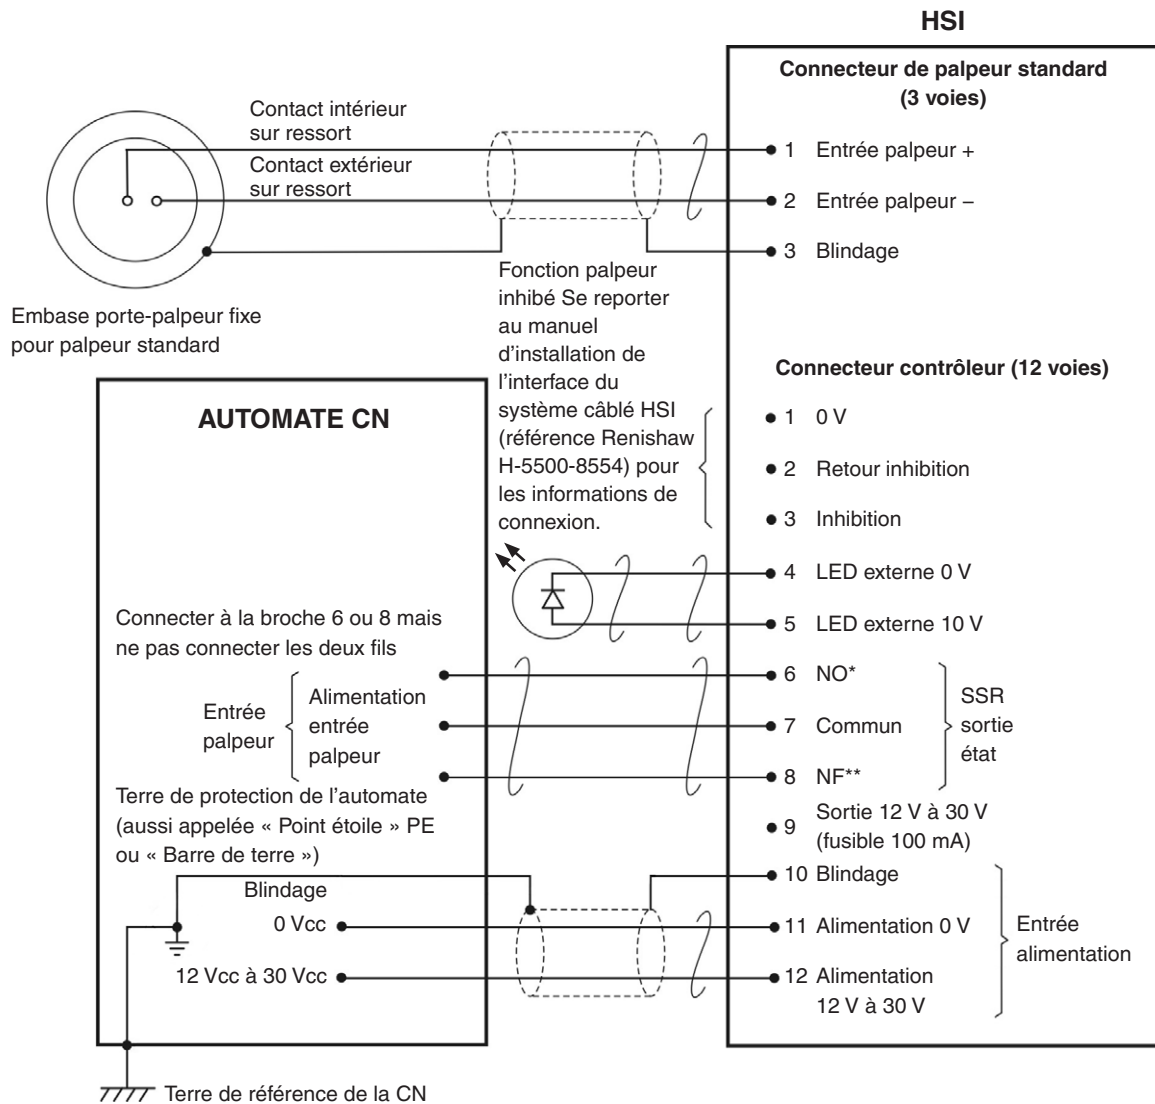 HSI
Connecteur de palpeur standard
(3 voies)
Contact intérieur
sur ressort
Contact extérieur
sur ressort
1 Entrée palpeur +
2 Entrée palpeur –
3 Blindage
Embase porte-palpeur fixe
pour palpeur standard
Fonction palpeur
inhibé Se reporter
au manuel
d’installation de
l’interface du
système câblé HSI
(référence Renishaw
H-5500-8554) pour
les informations de
connexion.
Connecteur contrôleur (12 voies)
1 0 V
2 Retour inhibition
3 Inhibition
4 LED externe 0 V
5 LED externe 10 V
6 NO*
7 Commun
8 NF**
SSR
sortie
état
9 Sortie 12 V à 30 V
(fusible 100 mA)
10 Blindage
11 Alimentation 0 V
12 Alimentation
12 V à 30 V
Entrée
alimentation
AUTOMATE CN
Connecter à la broche 6 ou 8 mais
ne pas connecter les deux fils
Entrée
palpeur
Alimentation
entrée
palpeur
Terre de protection de l’automate
(aussi appelée « Point étoile » PE
ou « Barre de terre »)
Blindage
0 Vcc
12 Vcc à 30 Vcc
Terre de référence de la CN